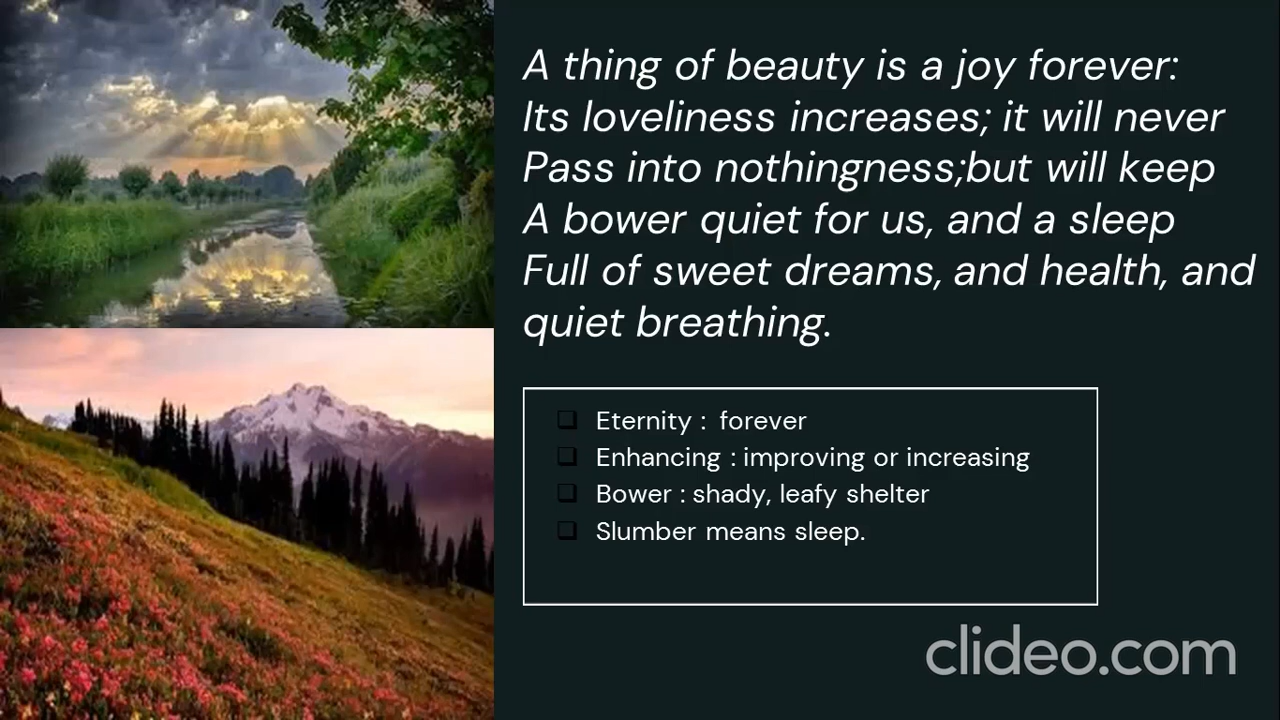 A thing of beauty is a joy forever:
Its loveliness increases; it will never
Pass into nothingness;but will keep
A bower quiet for us, and a sleep
Full of sweet dreams, and health, and
quiet breathing.
Eternity : forever
Enhancing : improving or increasing
Bower : shady, leafy shelter
Slumber means sleep.
clideo.com